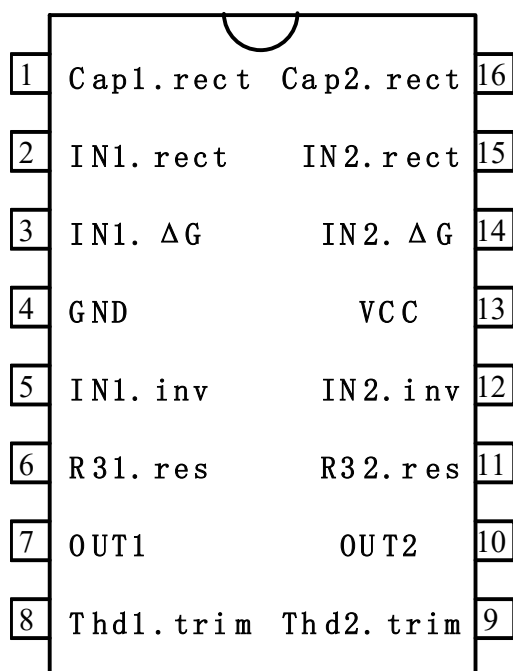 1 Cap1.rect Cap2.rect 16
2 IN1.rect IN2.rect 15
3 IN1.ΔG IN2.ΔG 14
4 GND VCC 13
5 IN1.inv IN2.inv 12
6 R31.res R32.res 11
7 OUT1 OUT2 10
8 Thd1.trim Thd2.trim 9